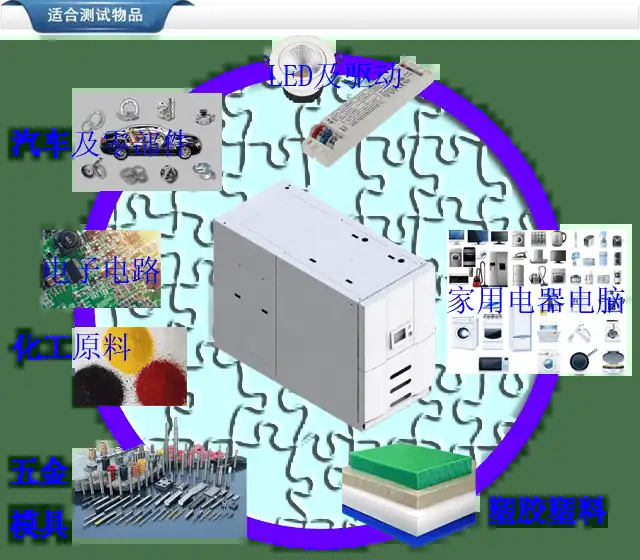 适合测试物品
LED及驱动
汽车及零部件
电子电路
家用电器电脑
化工原料
五金
模具
塑胶塑料